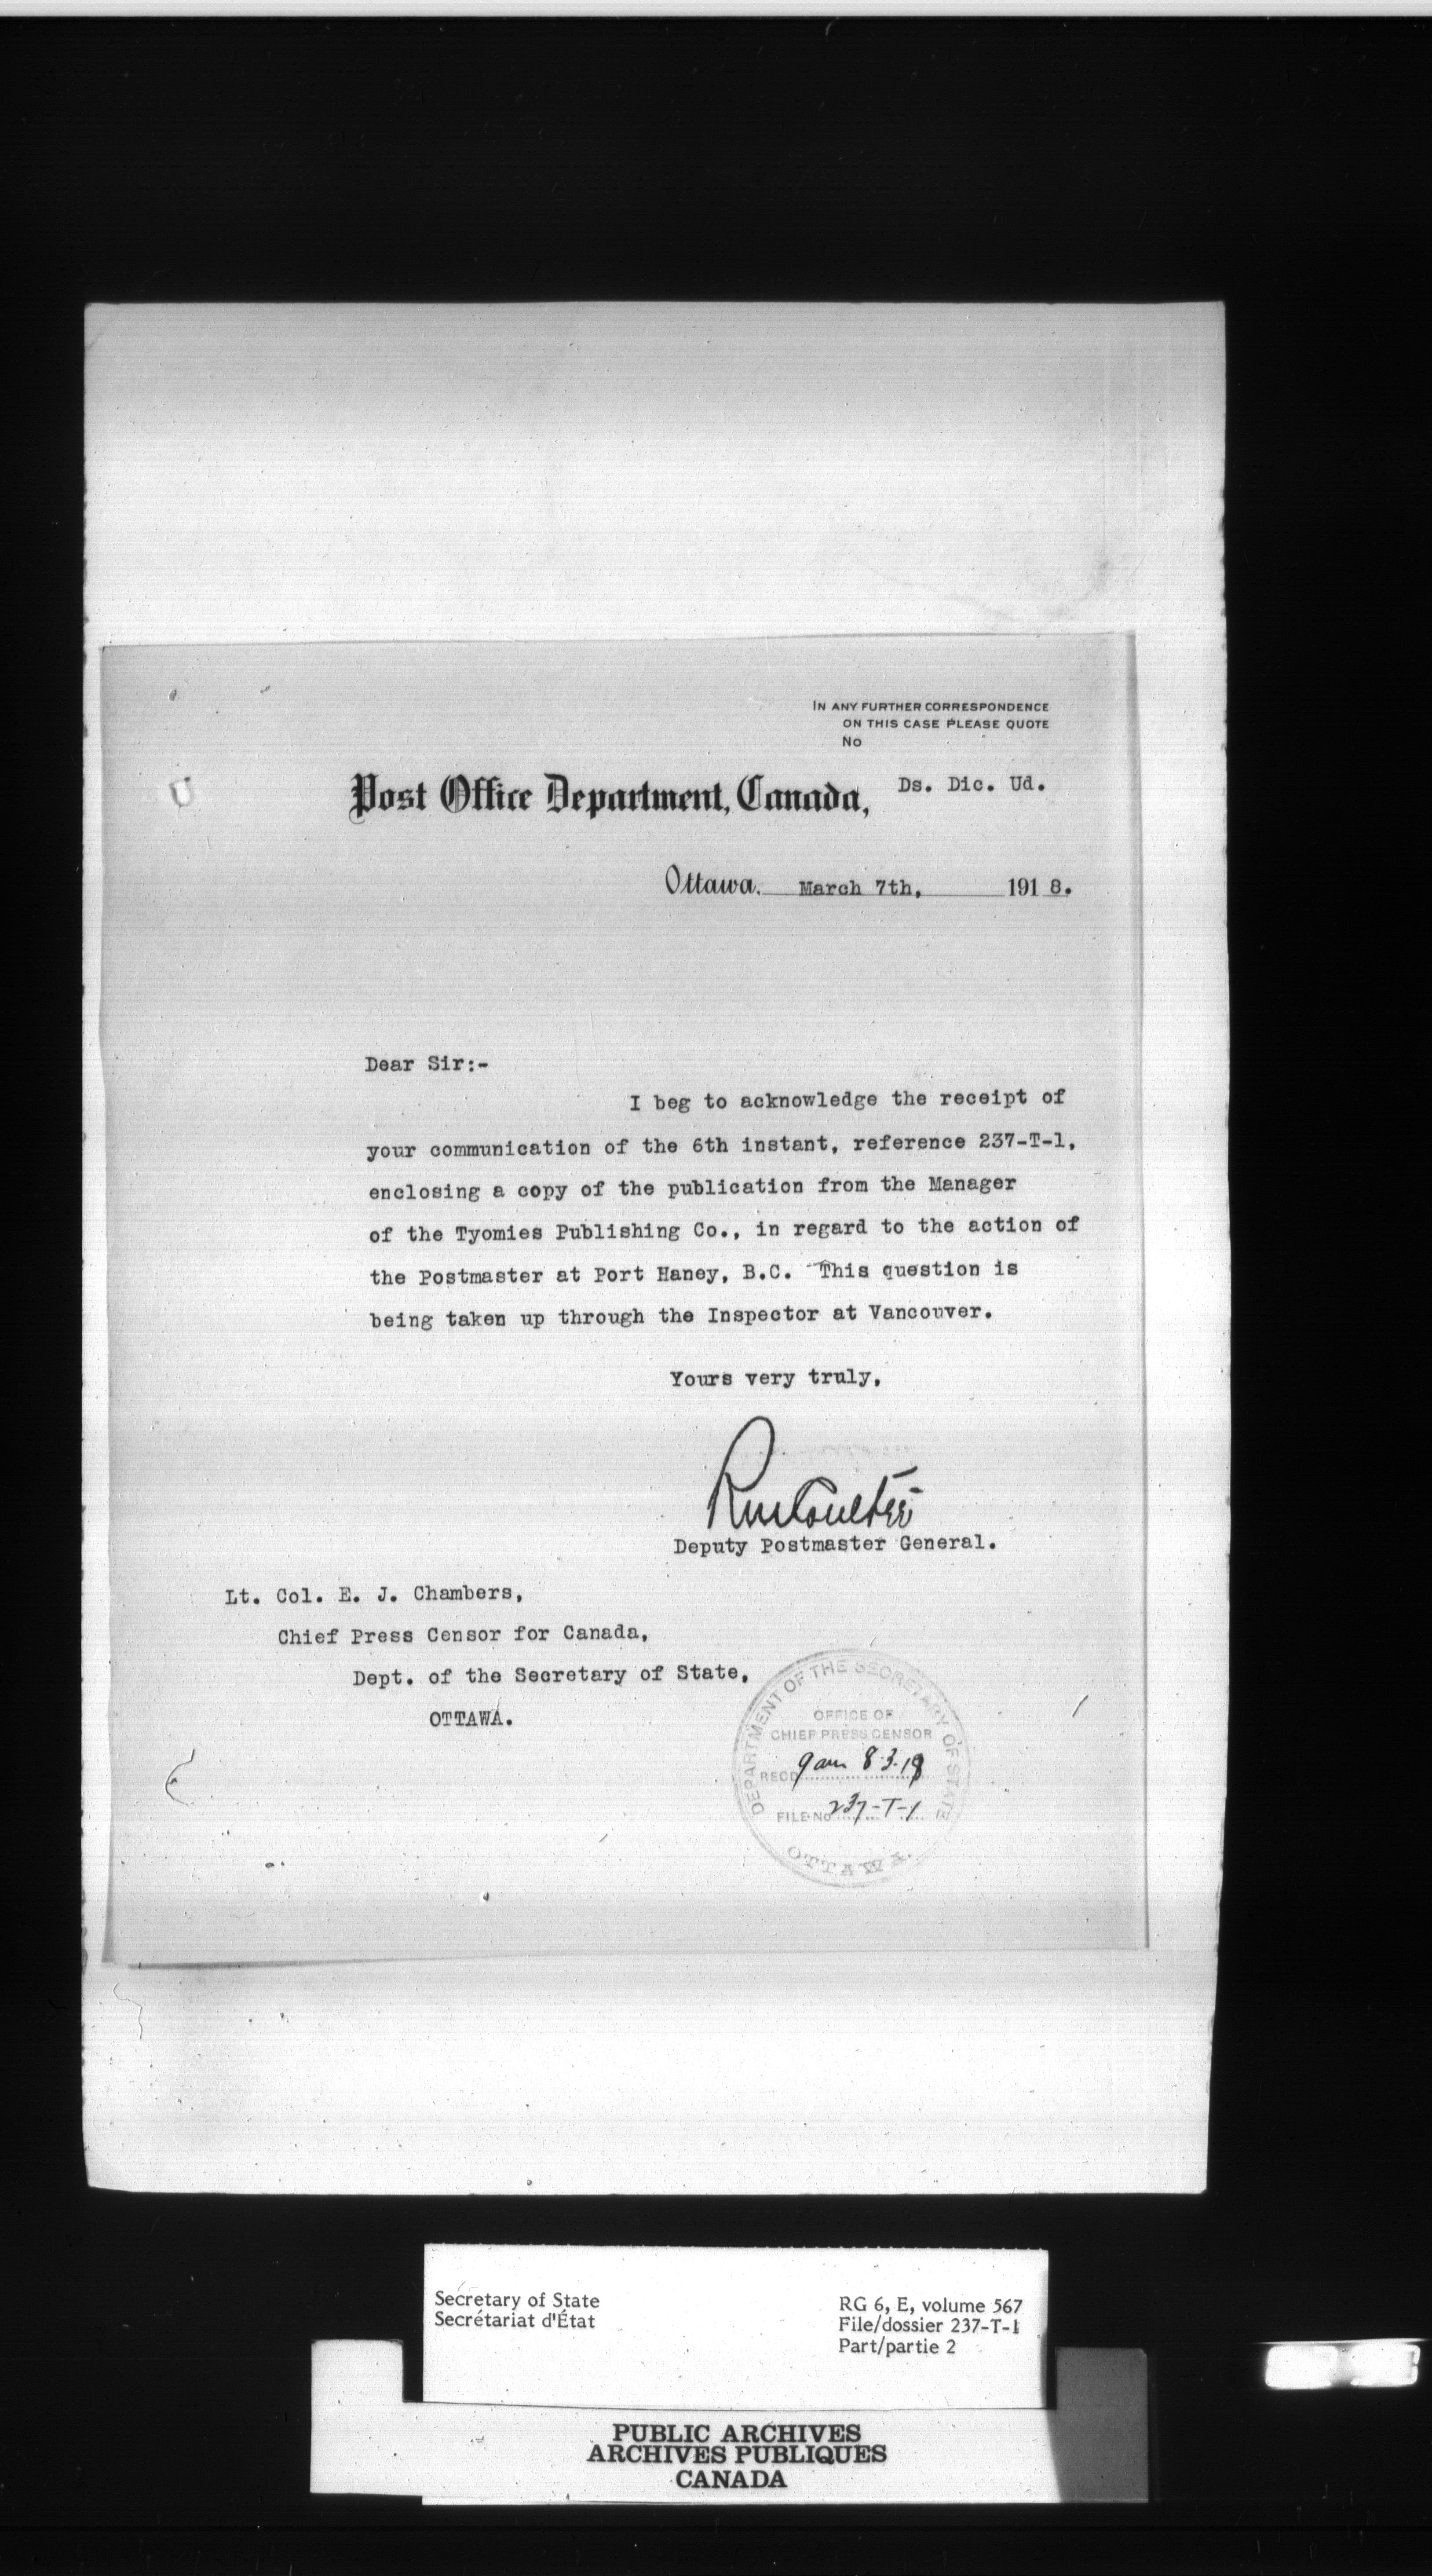 IN ANY FURTHER CORRESPONDENCE
ON THIS CASE PLEASE QUOTE
No
Post Office Department, Canada,
Ds. Dic. Ud.
Ottawa. March 7th, 1918.
Dear Sir:-
I beg to acknowledge the receipt of
your communication of the 6th instant, reference 237-T-1,
enclosing a copy of the publication from the Manager
of the Tyomies Publishing Co., in regard to the action of
the Postmaster at Port Haney, B.C. This question is
being taken up through the Inspector at Vancouver.
Yours very truly,
RmCoulter
Deputy Postmaster General.
Lt. Col. E. J. Chambers,
Chief Press Censor for Canada,
Dept. of the Secretary of State,
OTTAWA.
DEPARTMENT OF THE SECRETARY OF STATE
OFFICE OF
CHIEF PRESS CENSOR
RECD 9am 8.3.18
FILE No 237-T-1
OTTAWA.
Secretary of State
Secrétariat d'État
RG 6, E, volume 567
File/dossier 237-T-1
Part/partie 2
PUBLIC ARCHIVES
ARCHIVES PUBLIQUES
CANADA